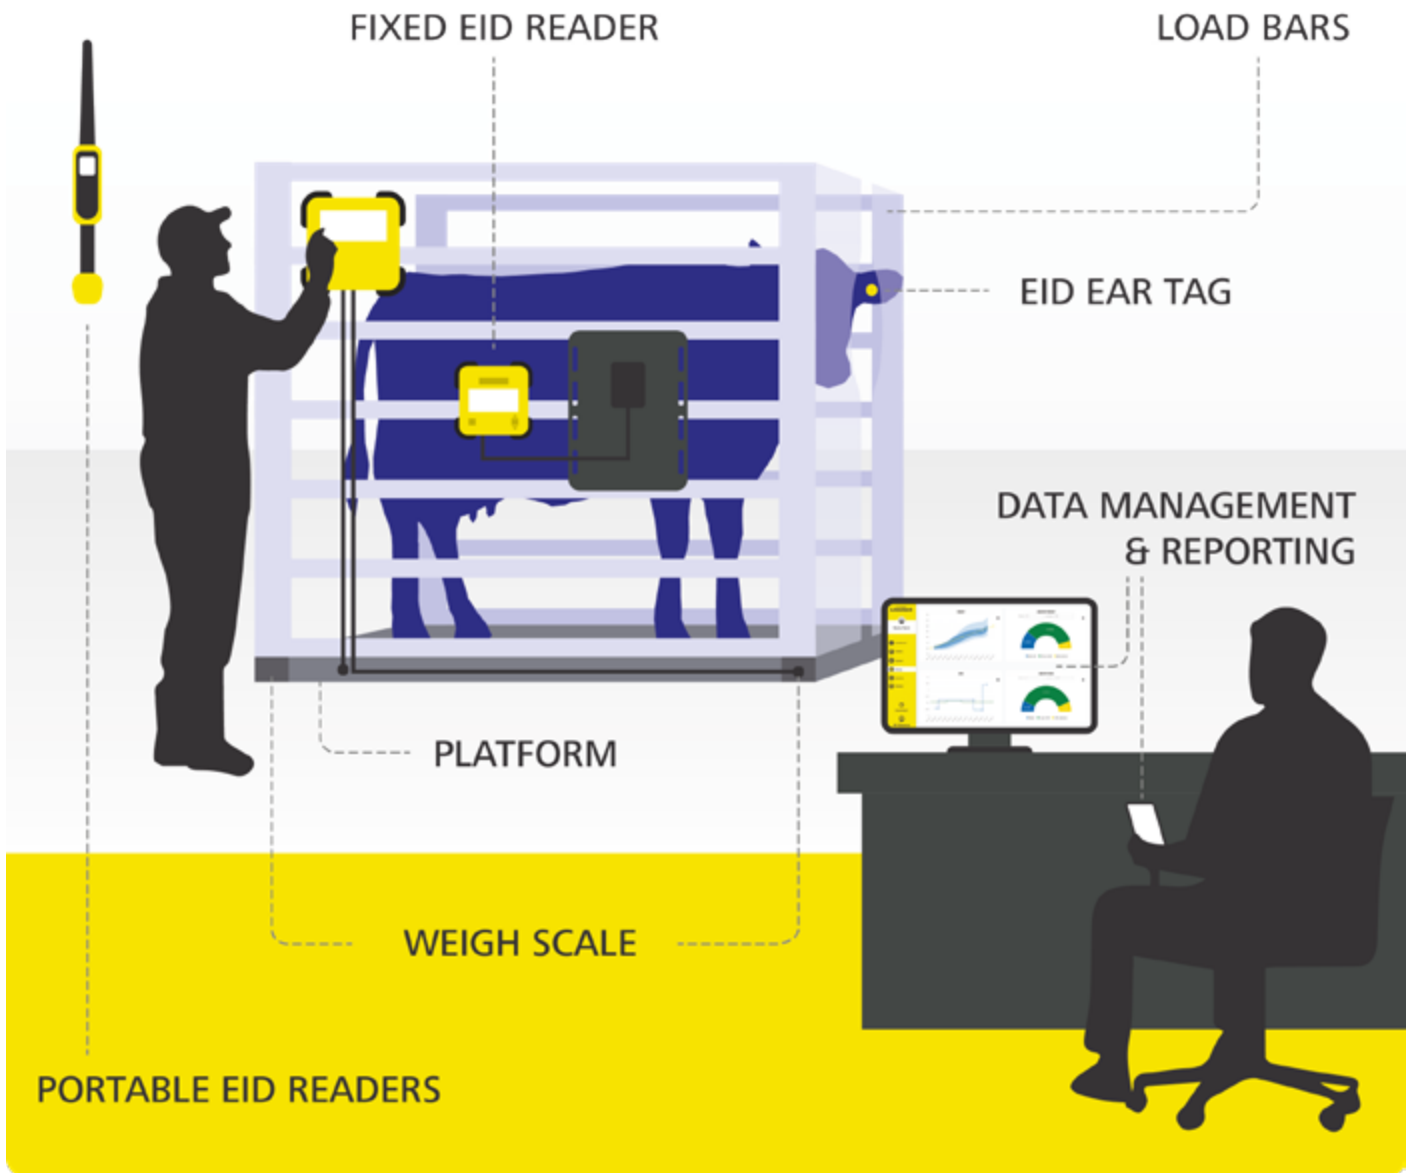 FIXED EID READER
LOAD BARS
EID EAR TAG
DATA MANAGEMENT
& REPORTING
PLATFORM
WEIGH SCALE
PORTABLE EID READERS